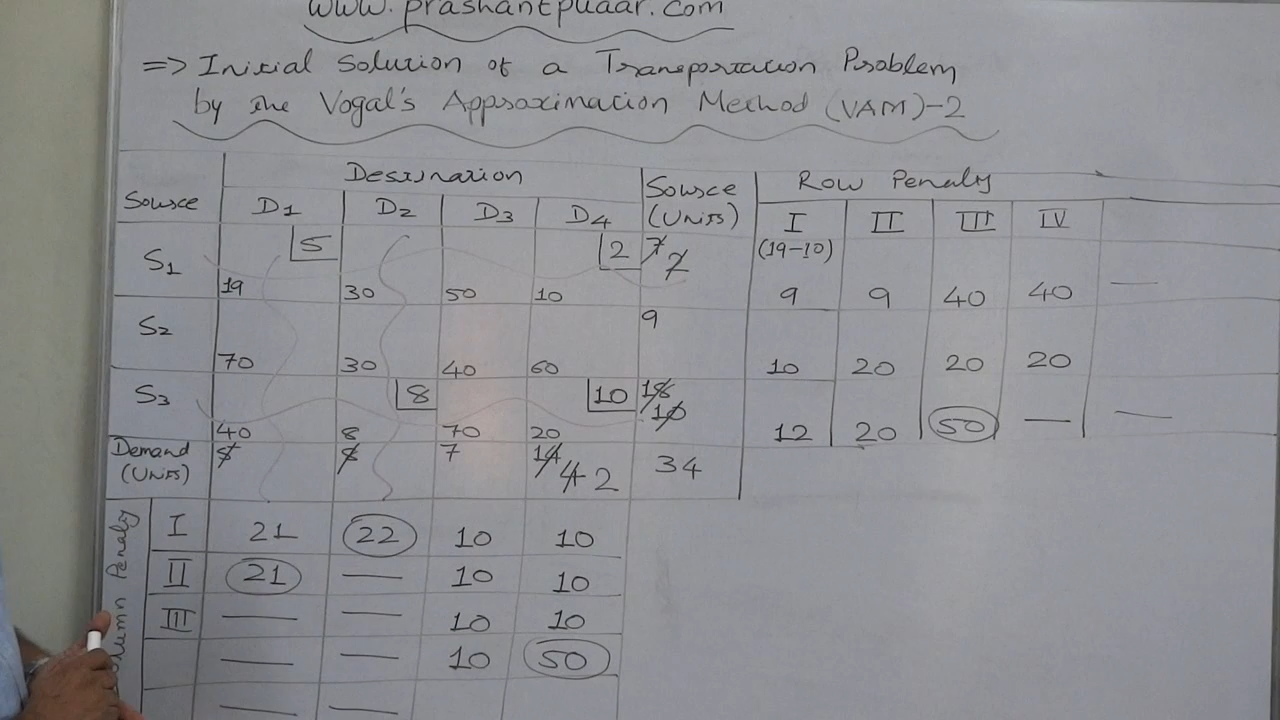 www.prashantpuaar.com
=> Initial Solution of a Transportation Problem
by the Vogal's Approximation Method (VAM)-2
Source Destination Source (Units) Row Penalty
D1 D2 D3 D4 I II III IV
(19-10)
S1 5 2 7 7
19 30 50 10 9 9 40 40 —
S2 9
70 30 40 60 10 20 20 20
S3 8 10 18 10
40 8 70 20 12 20 50 — —
Demand (Units) 5 8 7 14 4 2 34
Column Penalty
I 21 22 10 10
II 21 — 10 10
III — — 10 10
— — 10 50
— —